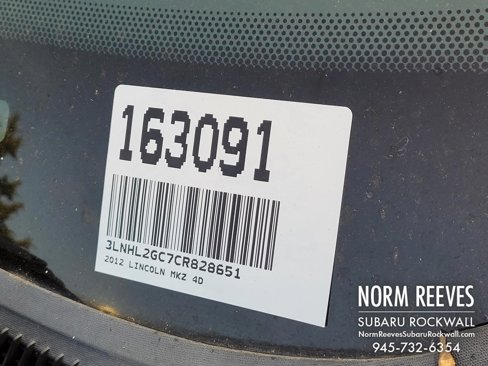 163091
3LNHL2GC7CR828651
2012 LINCOLN MKZ 4D
NORM REEVES
SUBARU ROCKWALL
NormReevesSubaruRockwall.com
945-732-6354